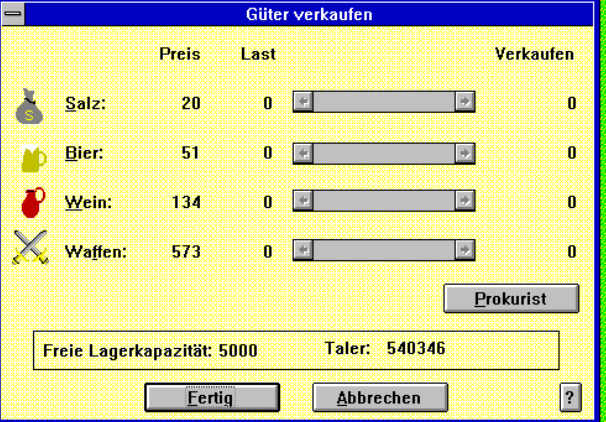 Güter verkaufen
Preis Last Verkaufen
S Salz: 20 0 0
Bier: 51 0 0
Wein: 134 0 0
Waffen: 573 0 0
Prokurist
Freie Lagerkapazität: 5000 Taler: 540346
Fertig Abbrechen ?